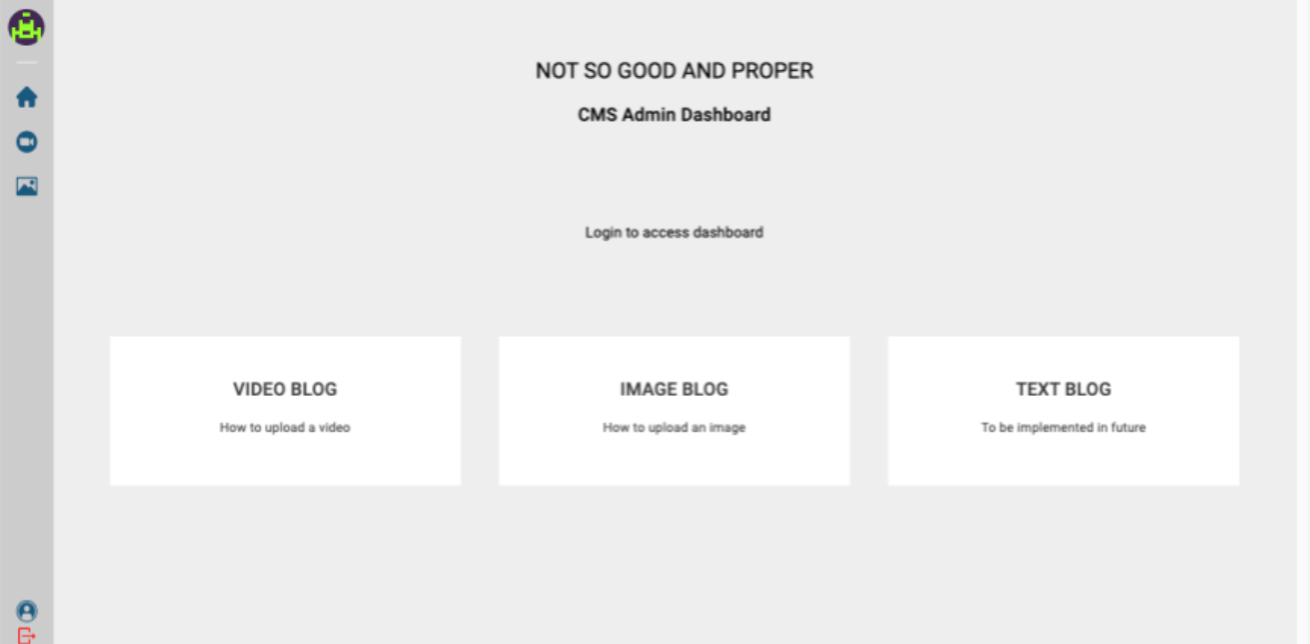 NOT SO GOOD AND PROPER
CMS Admin Dashboard
Login to access dashboard
VIDEO BLOG
How to upload a video
IMAGE BLOG
How to upload an image
TEXT BLOG
To be implemented in future